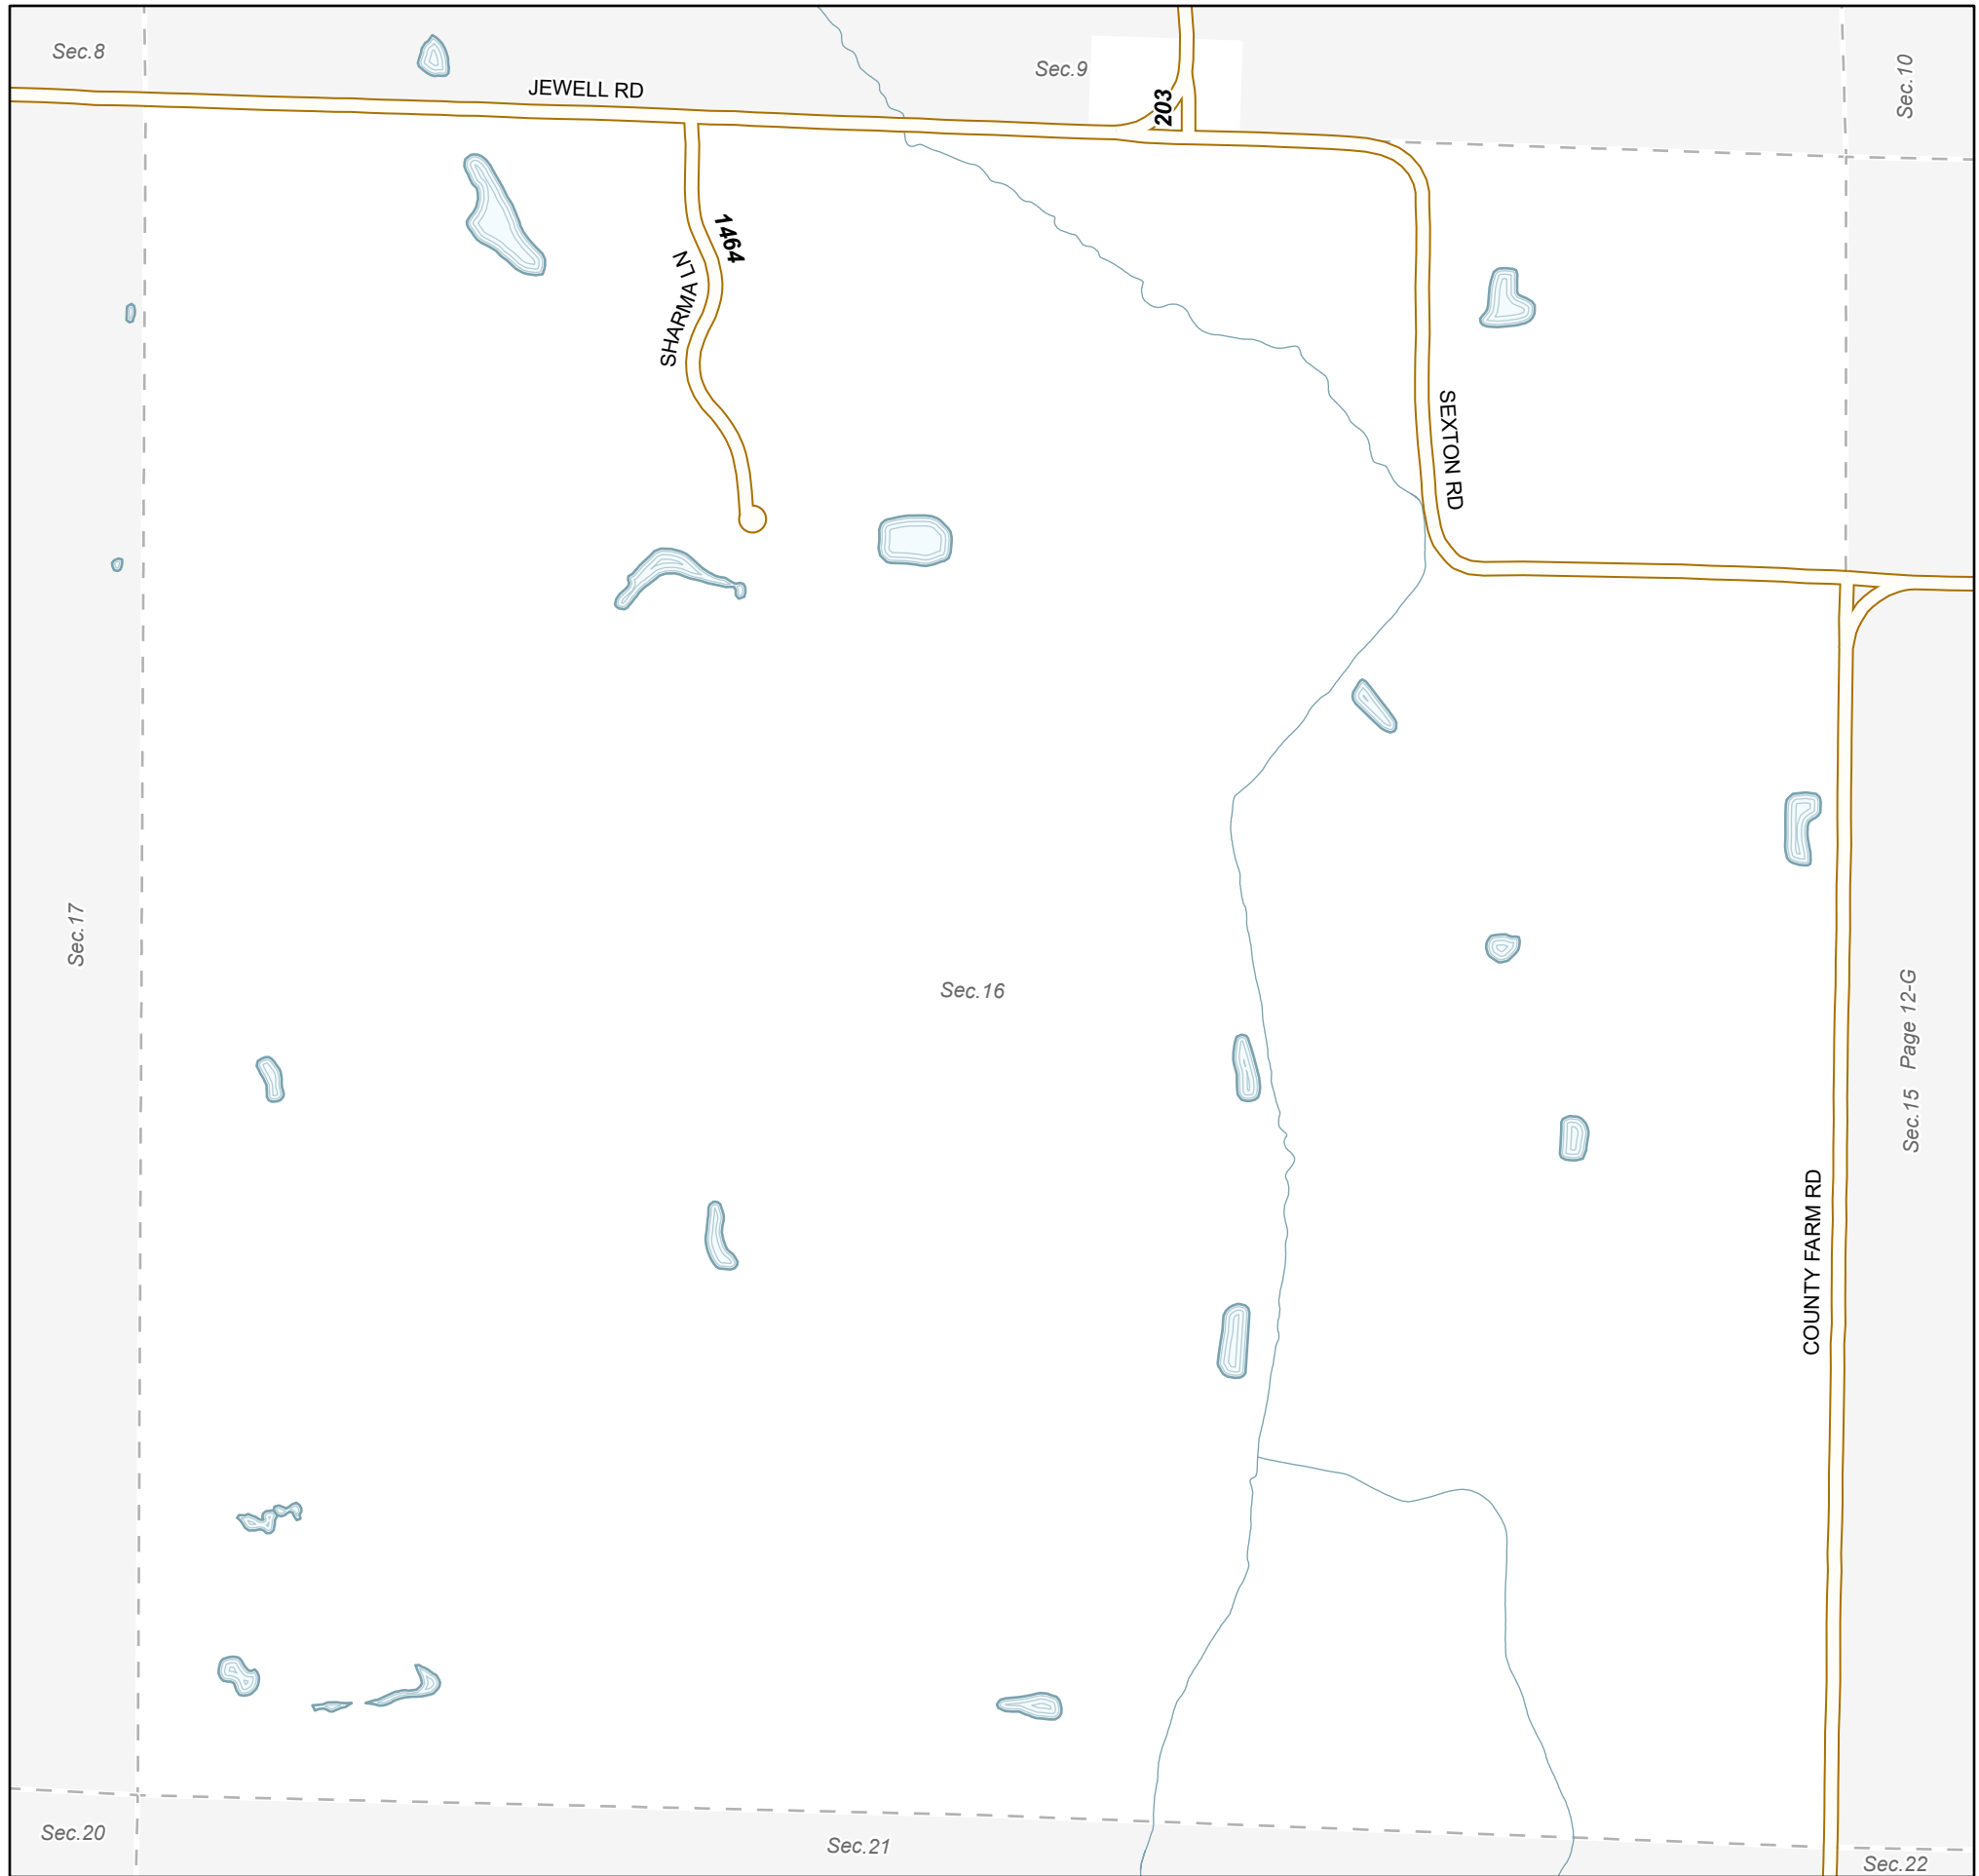 Sec.8
Sec.9
Sec.10
JEWELL RD
203
1464
SHARMA LN
SEXTON RD
Sec.17
Sec.16
Sec.15 Page 12-G
COUNTY FARM RD
Sec.20
Sec.21
Sec.22